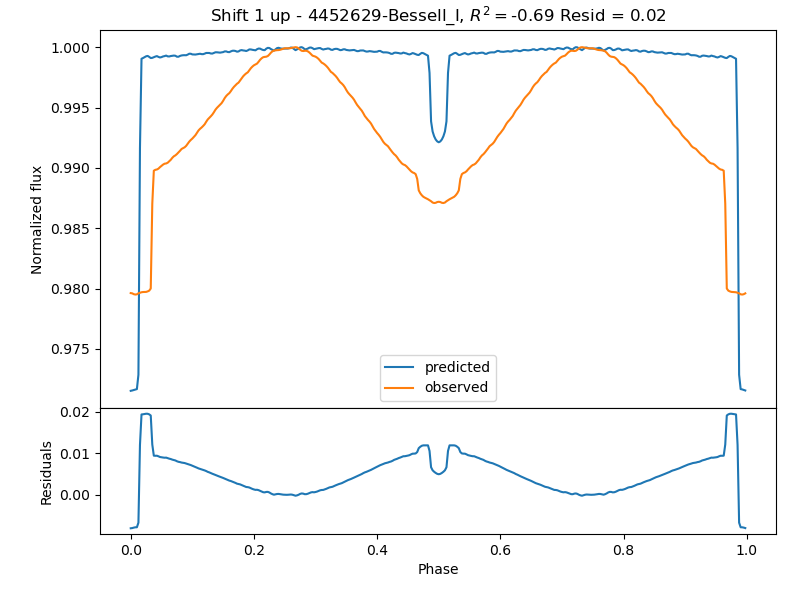 Shift 1 up - 4452629-Bessell_I, $R^2 = $-0.69 Resid = 0.02
1.000
0.995
0.990
0.985
0.980
0.975
Normalized flux
predicted
observed
0.02
0.01
0.00
Residuals
0.0 0.2 0.4 0.6 0.8 1.0
Phase